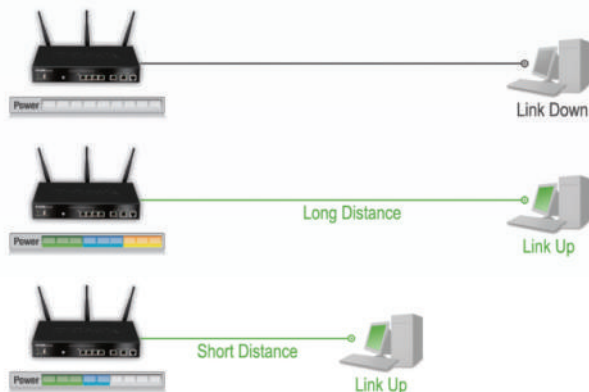 Power
Link Down
Long Distance
Power
Link Up
Short Distance
Power
Link Up